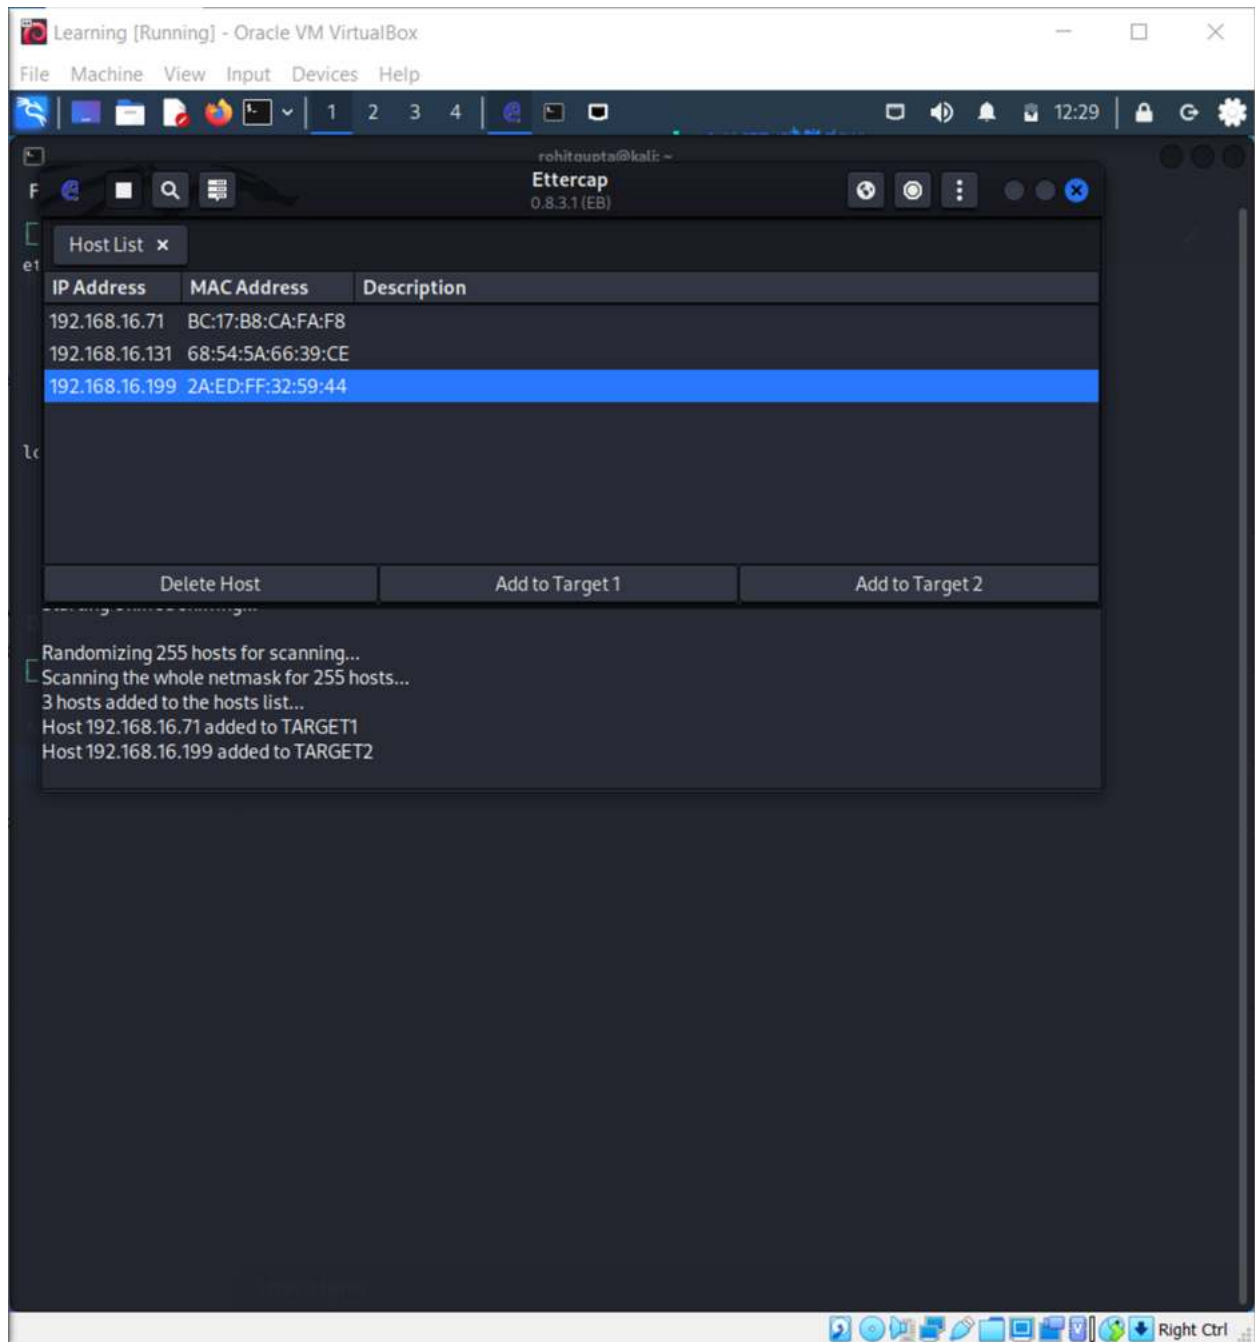 Learning [Running] - Oracle VM VirtualBox
File Machine View Input Devices Help
1 2 3 4 12:29
rohitgupta@kali: ~
F
Ettercap
0.8.3.1 (EB)
Host List ×
et
IP Address MAC Address Description
192.168.16.71 BC:17:B8:CA:FA:F8
192.168.16.131 68:54:5A:66:39:CE
192.168.16.199 2A:ED:FF:32:59:44
lo
Delete Host Add to Target 1 Add to Target 2
Randomizing 255 hosts for scanning...
Scanning the whole netmask for 255 hosts...
3 hosts added to the hosts list...
Host 192.168.16.71 added to TARGET1
Host 192.168.16.199 added to TARGET2
Right Ctrl